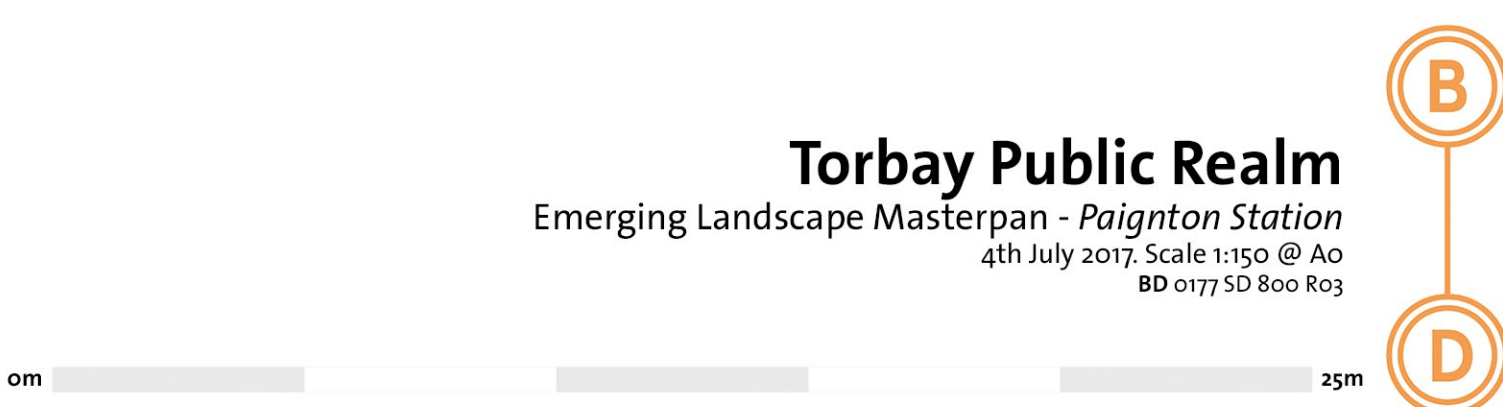 B
Torbay Public Realm
Emerging Landscape Masterpan - Paignton Station
4th July 2017. Scale 1:150 @ A0
BD 0177 SD 800 R03
D
0m 25m